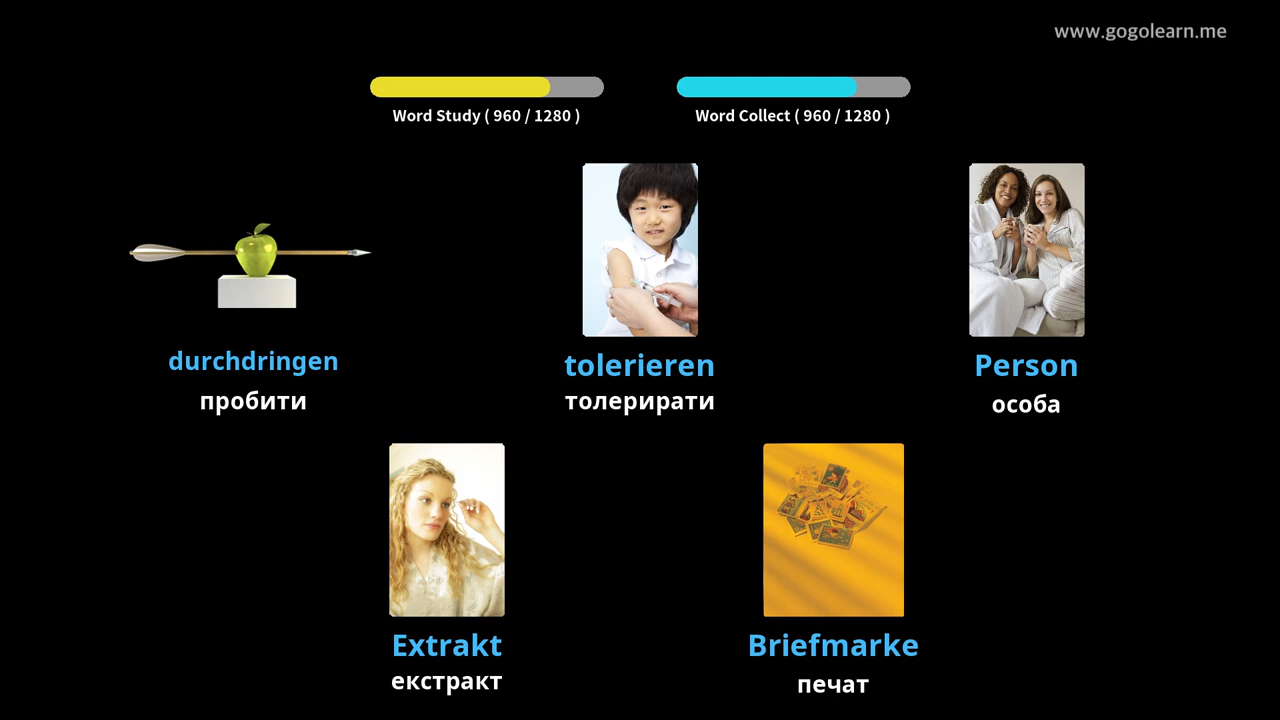 www.gogolearn.me
Word Study ( 960 / 1280 )
Word Collect ( 960 / 1280 )
durchdringen
пробити
tolerieren
толерирати
Person
особа
Extrakt
екстракт
Briefmarke
печат